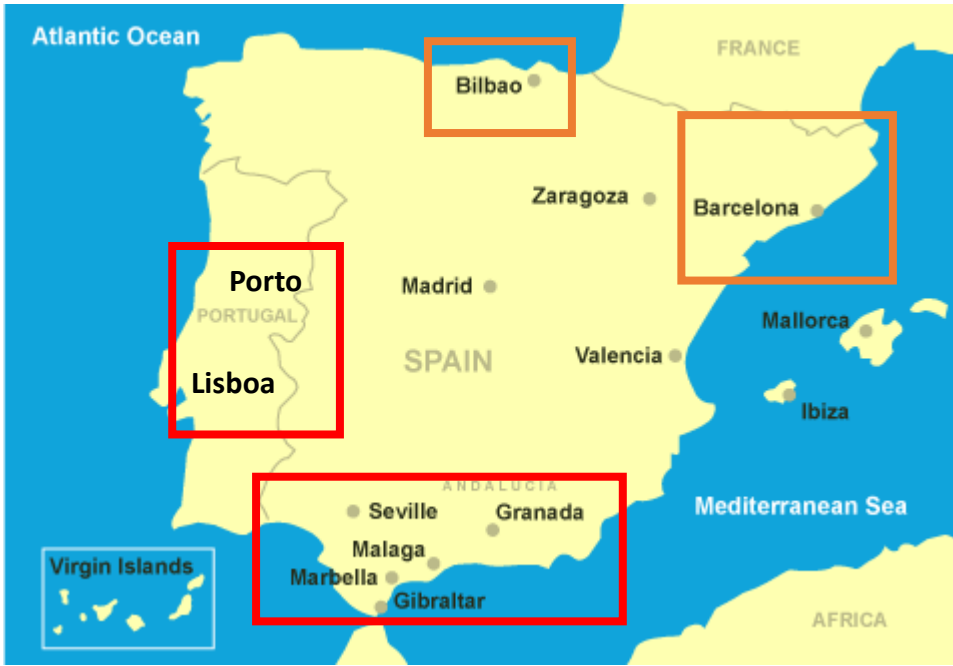 Atlantic Ocean
FRANCE
Bilbao
Zaragoza
Barcelona
Porto
Madrid
PORTUGAL
Mallorca
SPAIN
Valencia
Lisboa
Ibiza
ANDALUCIA
Seville
Granada
Mediterranean Sea
Malaga
Virgin Islands
Marbella
Gibraltar
AFRICA